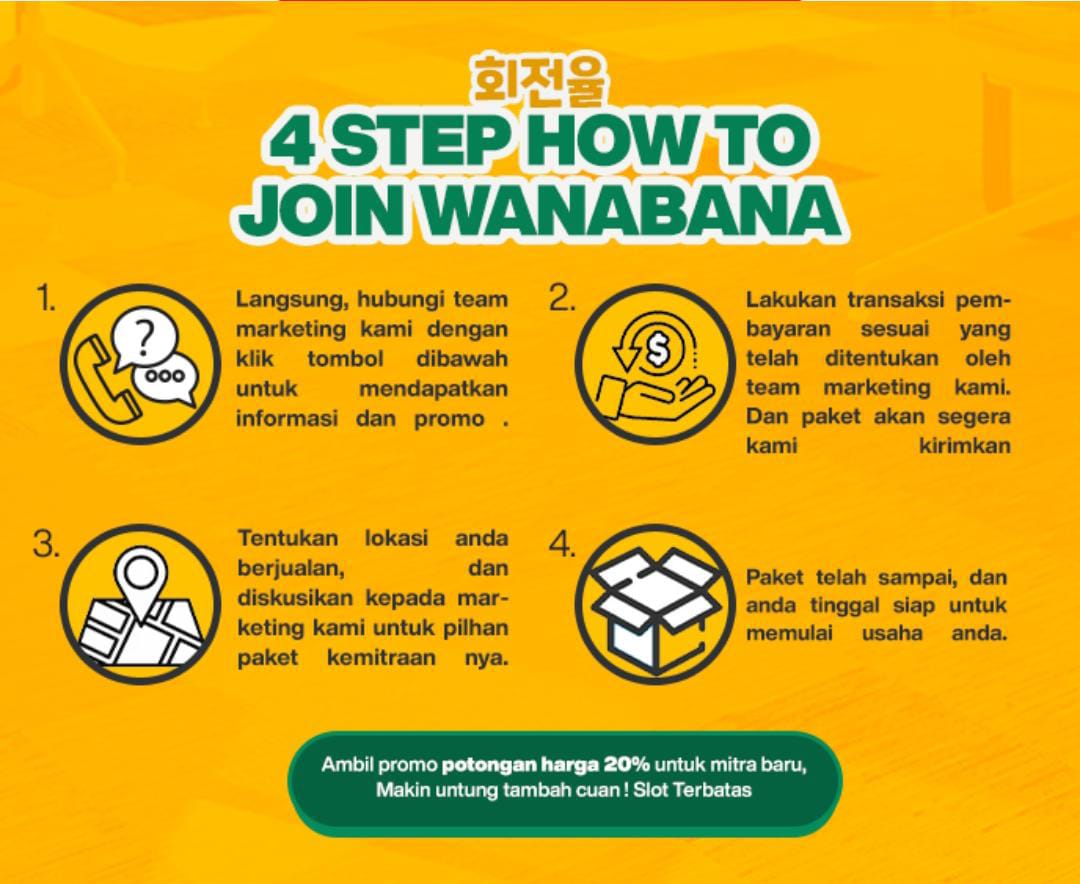 회전율
4 STEP HOW TO
JOIN WANABANA
1.
Langsung, hubungi team
marketing kami dengan
klik tombol dibawah
untuk mendapatkan
informasi dan promo .
2.
Lakukan transaksi pem-
bayaran sesuai yang
telah ditentukan oleh
team marketing kami.
Dan paket akan segera
kami kirimkan
3.
Tentukan lokasi anda
berjualan, dan
diskusikan kepada mar-
keting kami untuk pilhan
paket kemitraan nya.
4.
Paket telah sampai, dan
anda tinggal siap untuk
memulai usaha anda.
Ambil promo potongan harga 20% untuk mitra baru,
Makin untung tambah cuan ! Slot Terbatas